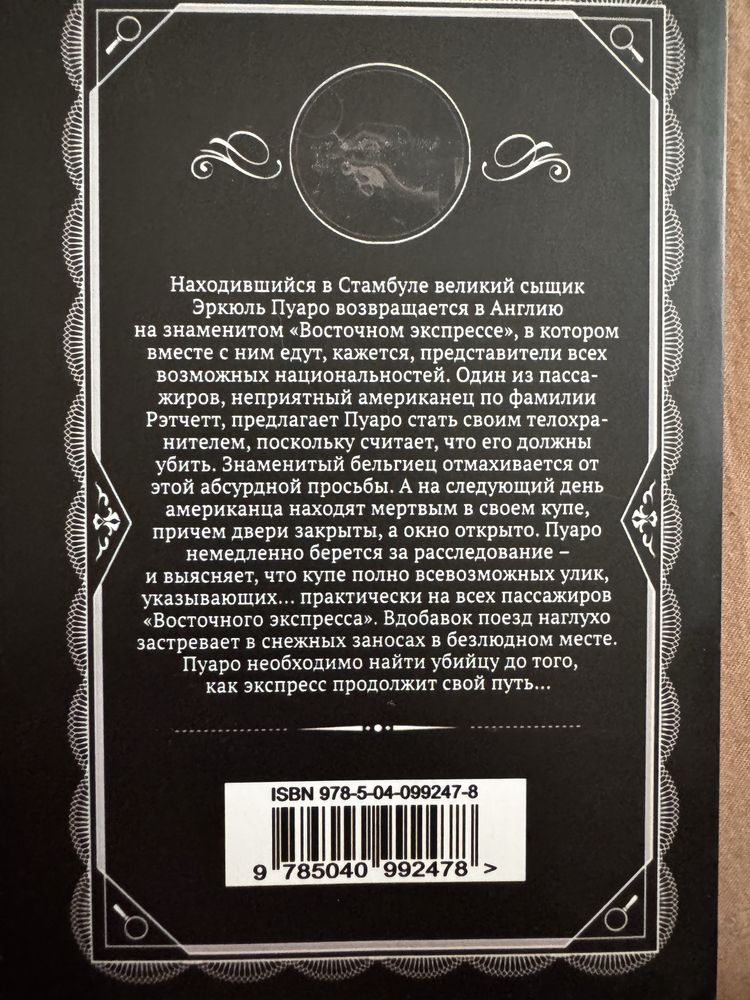 Находившийся в Стамбуле великий сыщик
Эркюль Пуаро возвращается в Англию
на знаменитом «Восточном экспрессе», в котором
вместе с ним едут, кажется, представители всех
возможных национальностей. Один из пасса-
жиров, неприятный американец по фамилии
Рэтчетт, предлагает Пуаро стать своим телохра-
нителем, поскольку считает, что его должны
убить. Знаменитый бельгиец отмахивается от
этой абсурдной просьбы. А на следующий день
американца находят мертвым в своем купе,
причем двери закрыты, а окно открыто. Пуаро
немедленно берется за расследование –
и выясняет, что купе полно всевозможных улик,
указывающих... практически на всех пассажиров
«Восточного экспресса». Вдобавок поезд наглухо
застревает в снежных заносах в безлюдном месте.
Пуаро необходимо найти убийцу до того,
как экспресс продолжит свой путь...
ISBN 978-5-04-099247-8
9 785040 992478 >